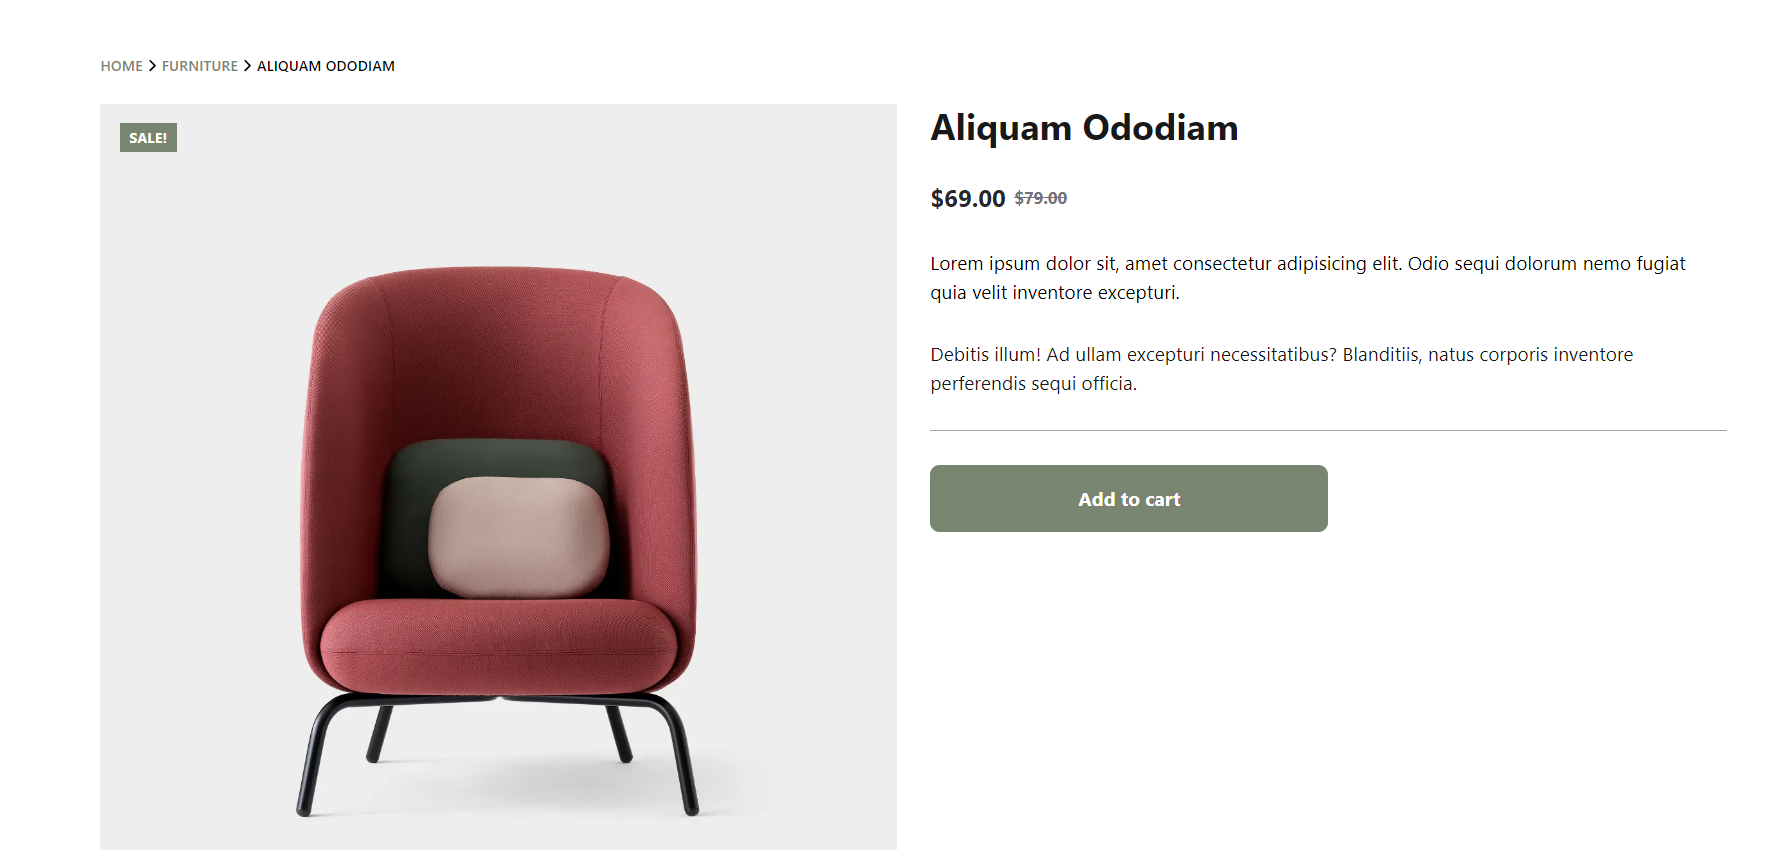 HOME > FURNITURE > ALIQUAM ODODIAM
SALE!
Aliquam Ododiam
$69.00 $79.00
Lorem ipsum dolor sit, amet consectetur adipisicing elit. Odio sequi dolorum nemo fugiat
quia velit inventore excepturi.
Debitis illum! Ad ullam excepturi necessitatibus? Blanditiis, natus corporis inventore
perferendis sequi officia.
Add to cart